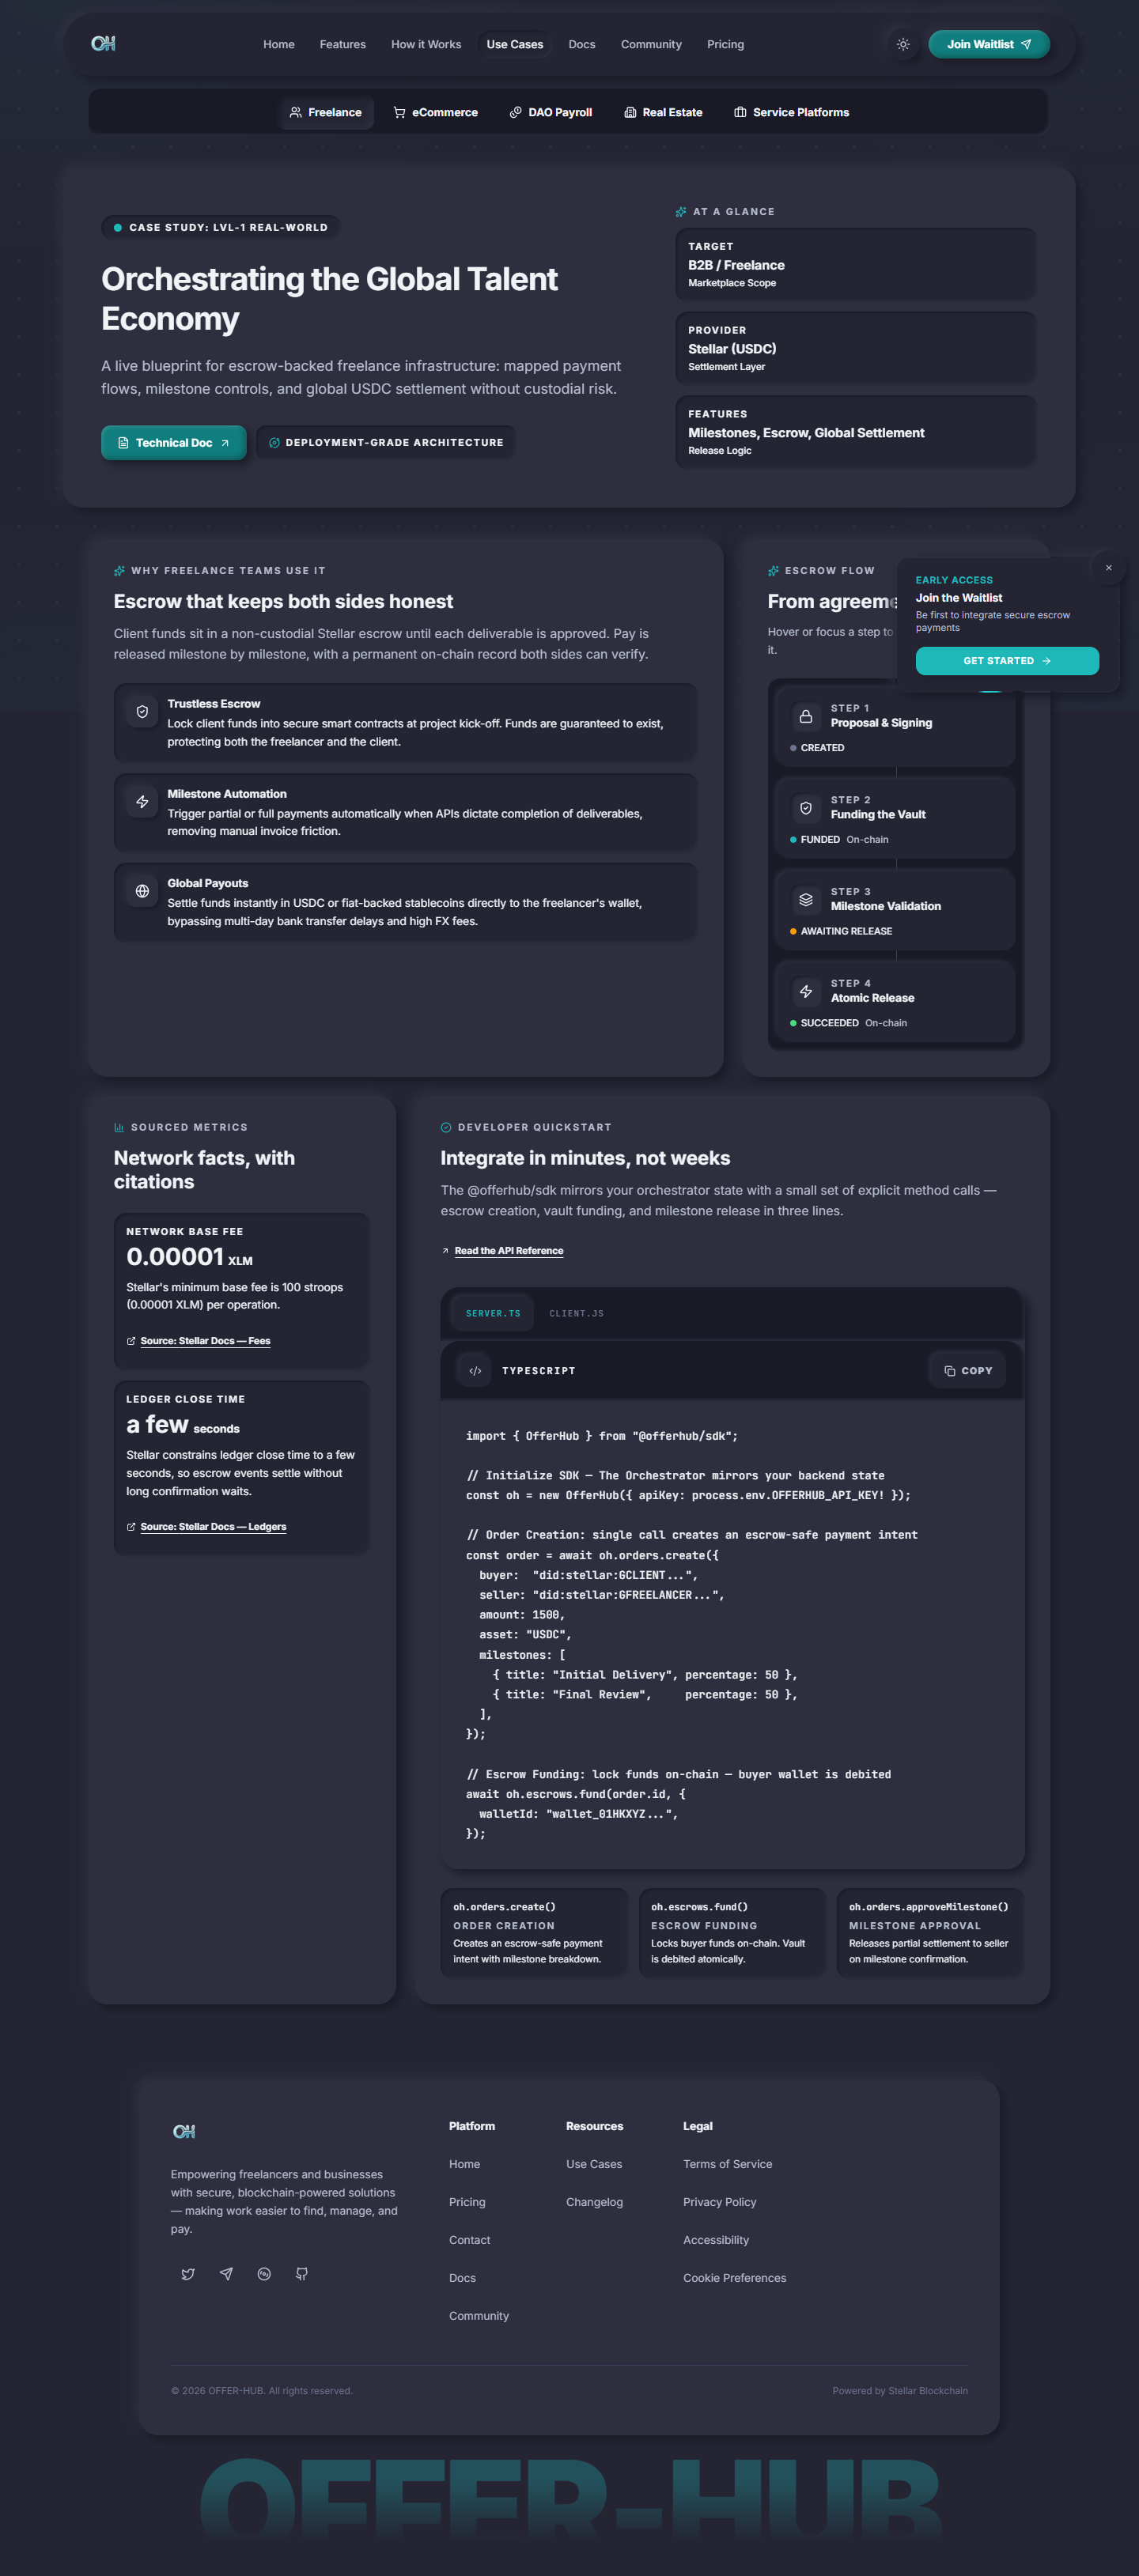 OH
Home
Features
How it Works
Use Cases
Docs
Community
Pricing
Join Waitlist
Freelance
eCommerce
DAO Payroll
Real Estate
Service Platforms
CASE STUDY: LVL-1 REAL-WORLD
Orchestrating the Global Talent
Economy
A live blueprint for escrow-backed freelance infrastructure: mapped payment
flows, milestone controls, and global USDC settlement without custodial risk.
Technical Doc
DEPLOYMENT-GRADE ARCHITECTURE
AT A GLANCE
TARGET
B2B / Freelance
Marketplace Scope
PROVIDER
Stellar (USDC)
Settlement Layer
FEATURES
Milestones, Escrow, Global Settlement
Release Logic
WHY FREELANCE TEAMS USE IT
Escrow that keeps both sides honest
Client funds sit in a non-custodial Stellar escrow until each deliverable is approved. Pay is
released milestone by milestone, with a permanent on-chain record both sides can verify.
Trustless Escrow
Lock client funds into secure smart contracts at project kick-off. Funds are guaranteed to exist,
protecting both the freelancer and the client.
Milestone Automation
Trigger partial or full payments automatically when APIs dictate completion of deliverables,
removing manual invoice friction.
Global Payouts
Settle funds instantly in USDC or fiat-backed stablecoins directly to the freelancer's wallet,
bypassing multi-day bank transfer delays and high FX fees.
ESCROW FLOW
From agreeme
Hover or focus a step to
it.
EARLY ACCESS
Join the Waitlist
Be first to integrate secure escrow
payments
GET STARTED
STEP 1
Proposal & Signing
CREATED
STEP 2
Funding the Vault
FUNDED On-chain
STEP 3
Milestone Validation
AWAITING RELEASE
STEP 4
Atomic Release
SUCCEEDED On-chain
SOURCED METRICS
Network facts, with
citations
NETWORK BASE FEE
0.00001 XLM
Stellar's minimum base fee is 100 stroops
(0.00001 XLM) per operation.
Source: Stellar Docs — Fees
LEDGER CLOSE TIME
a few seconds
Stellar constrains ledger close time to a few
seconds, so escrow events settle without
long confirmation waits.
Source: Stellar Docs — Ledgers
DEVELOPER QUICKSTART
Integrate in minutes, not weeks
The @offerhub/sdk mirrors your orchestrator state with a small set of explicit method calls —
escrow creation, vault funding, and milestone release in three lines.
Read the API Reference
SERVER.TS
CLIENT.JS
TYPESCRIPT
COPY
import { OfferHub } from "@offerhub/sdk";
// Initialize SDK — The Orchestrator mirrors your backend state
const oh = new OfferHub({ apiKey: process.env.OFFERHUB_API_KEY! });
// Order Creation: single call creates an escrow-safe payment intent
const order = await oh.orders.create({
  buyer:  "did:stellar:GCLIENT...",
  seller: "did:stellar:GFREELANCER...",
  amount: 1500,
  asset: "USDC",
  milestones: [
    { title: "Initial Delivery", percentage: 50 },
    { title: "Final Review",     percentage: 50 },
  ],
});
// Escrow Funding: lock funds on-chain — buyer wallet is debited
await oh.escrows.fund(order.id, {
  walletId: "wallet_01HKXYZ...",
});
oh.orders.create()
ORDER CREATION
Creates an escrow-safe payment
intent with milestone breakdown.
oh.escrows.fund()
ESCROW FUNDING
Locks buyer funds on-chain. Vault
is debited atomically.
oh.orders.approveMilestone()
MILESTONE APPROVAL
Releases partial settlement to seller
on milestone confirmation.
OH
Empowering freelancers and businesses
with secure, blockchain-powered solutions
— making work easier to find, manage, and
pay.
Platform
Home
Pricing
Contact
Docs
Community
Resources
Use Cases
Changelog
Legal
Terms of Service
Privacy Policy
Accessibility
Cookie Preferences
© 2026 OFFER-HUB. All rights reserved.
Powered by Stellar Blockchain
OFFER-HUB